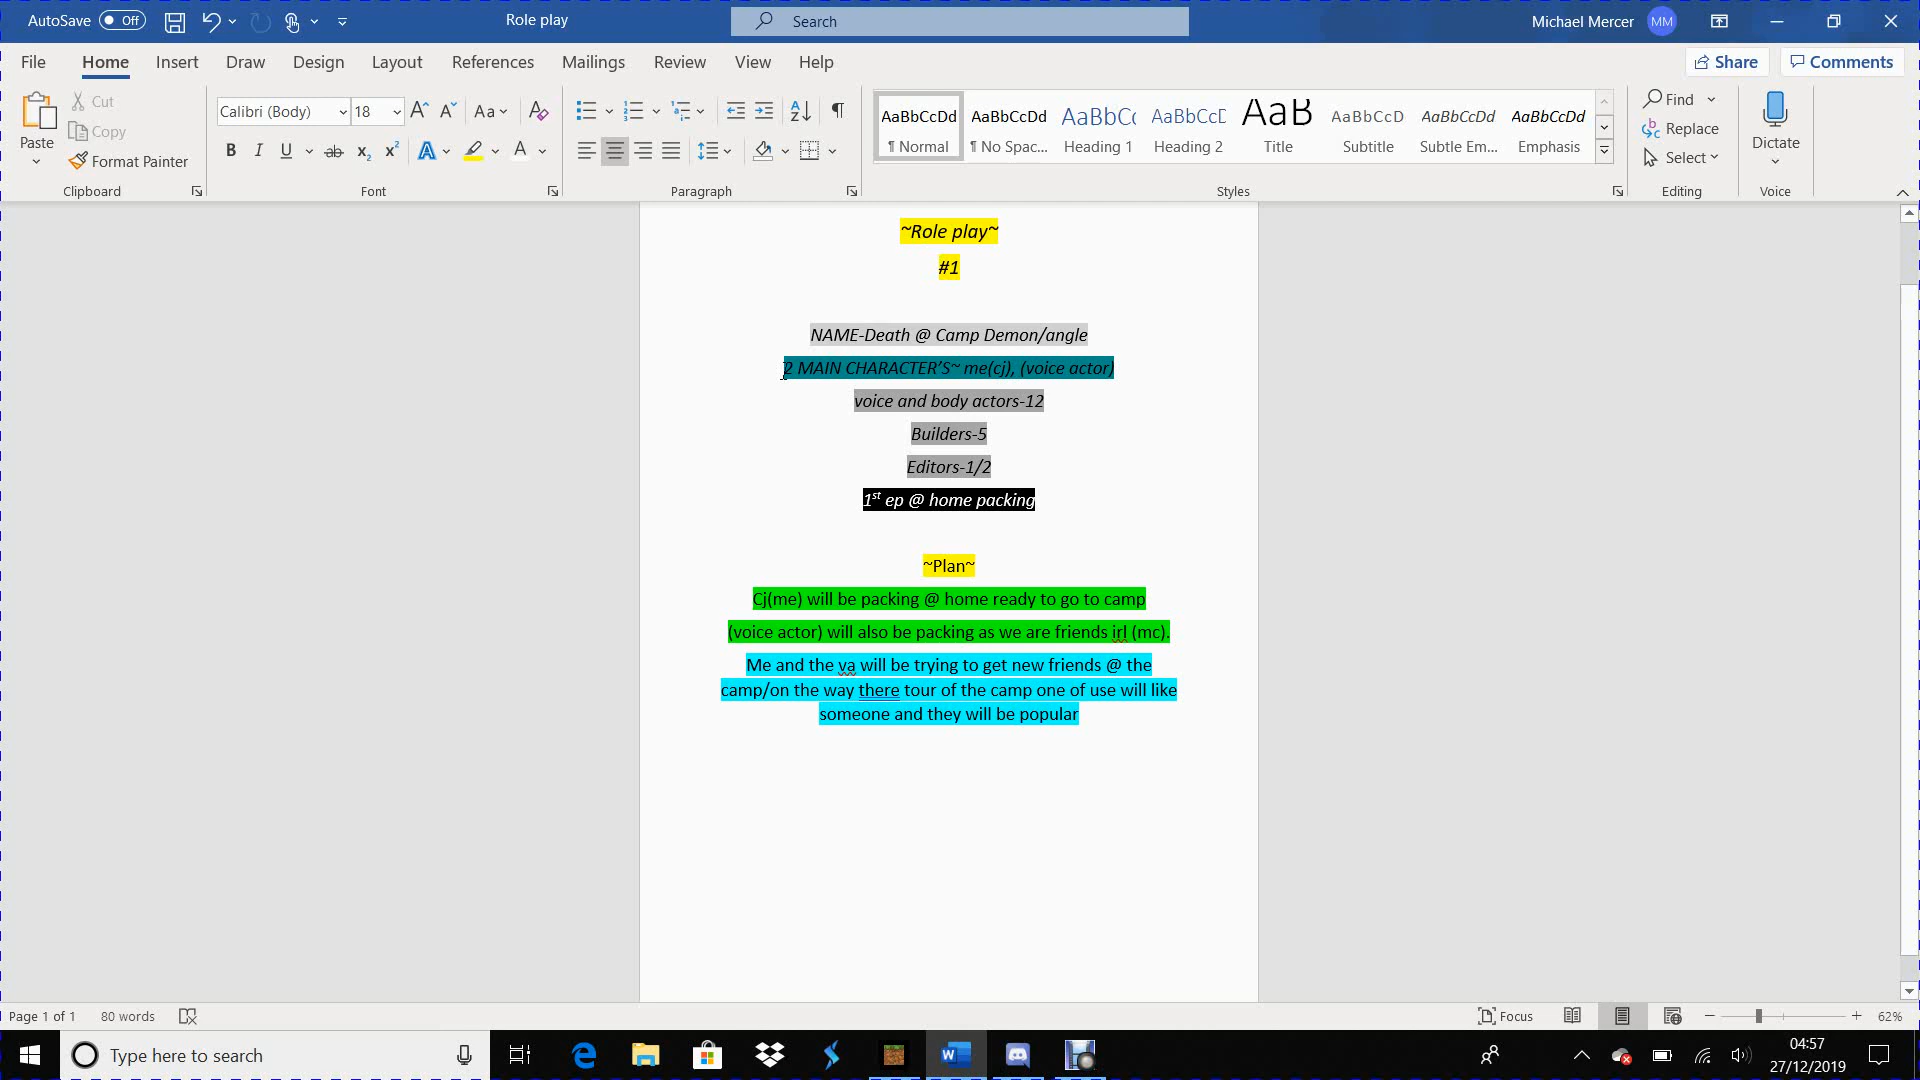 AutoSave Off Role play Search Michael Mercer MM
File Home Insert Draw Design Layout References Mailings Review View Help Share Comments
Paste Cut Copy Format Painter
Clipboard
Calibri (Body) 18 Aa
B I U ab x₂ x² A A
Font
Paragraph
AaBbCcDd AaBbCcDd AaBbC( AaBbCcD AaB AaBbCcD AaBbCcDd AaBbCcDd
¶ Normal ¶ No Spac... Heading 1 Heading 2 Title Subtitle Subtle Em... Emphasis
Styles
Find
Replace
Select
Editing
Dictate
Voice
~Role play~
#1
NAME-Death @ Camp Demon/angle
2 MAIN CHARACTER’S~ me(cj), (voice actor)
voice and body actors-12
Builders-5
Editors-1/2
1st ep @ home packing
~Plan~
Cj(me) will be packing @ home ready to go to camp
(voice actor) will also be packing as we are friends irl (mc).
Me and the va will be trying to get new friends @ the
camp/on the way there tour of the camp one of use will like
someone and they will be popular
Page 1 of 1 80 words Focus 62%
Type here to search
04:57
27/12/2019